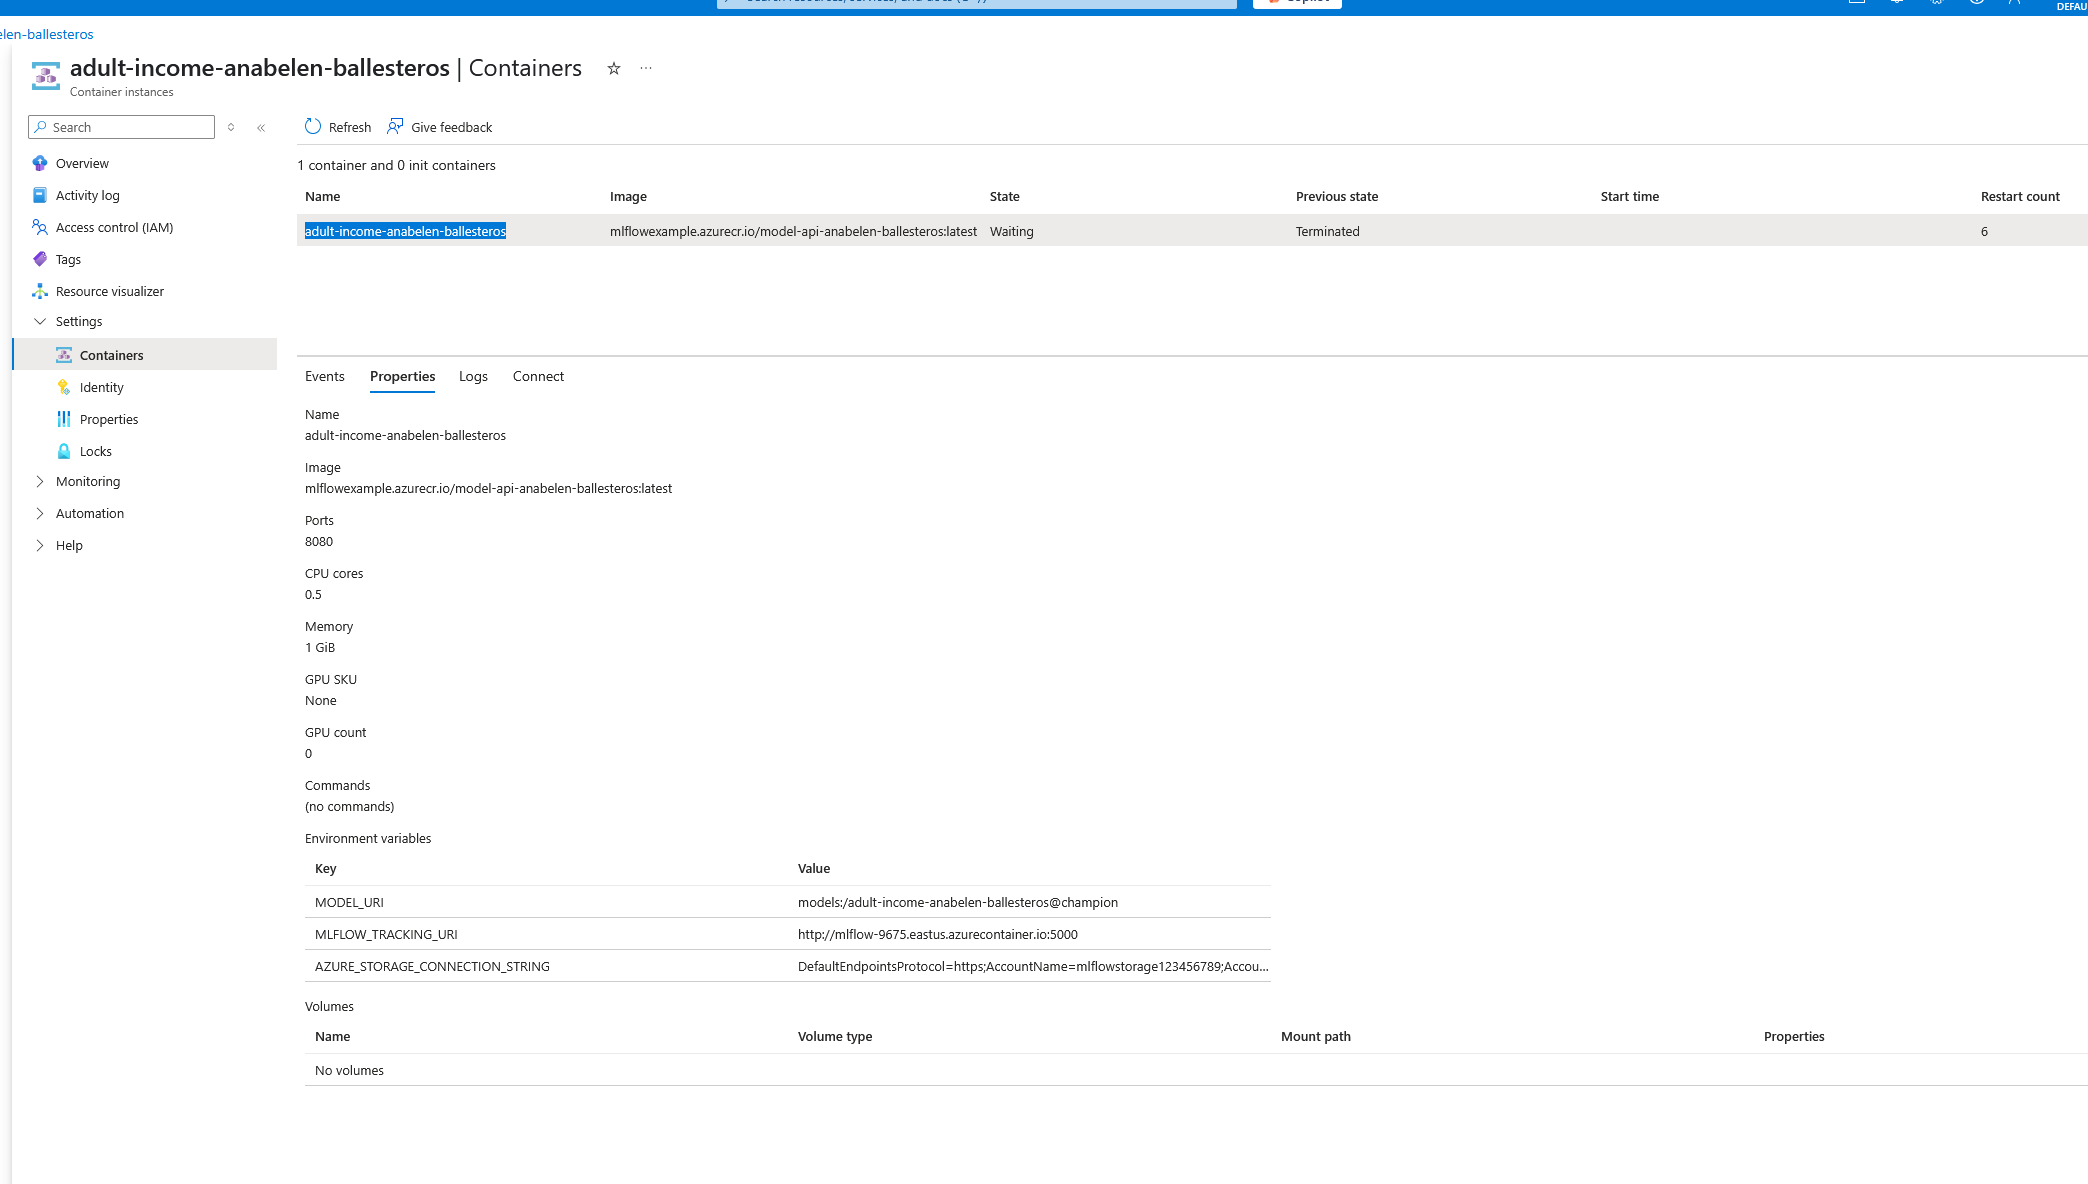 DEFAU
elen-ballesteros
adult-income-anabelen-ballesteros | Containers
Container instances
Search
Refresh
Give feedback
Overview
Activity log
Access control (IAM)
Tags
Resource visualizer
Settings
Containers
Identity
Properties
Locks
Monitoring
Automation
Help
1 container and 0 init containers
Name Image State Previous state Start time Restart count
adult-income-anabelen-ballesteros mlflowexample.azurecr.io/model-api-anabelen-ballesteros:latest Waiting Terminated 6
Events Properties Logs Connect
Name
adult-income-anabelen-ballesteros
Image
mlflowexample.azurecr.io/model-api-anabelen-ballesteros:latest
Ports
8080
CPU cores
0.5
Memory
1 GiB
GPU SKU
None
GPU count
0
Commands
(no commands)
Environment variables
Key Value
MODEL_URI models:/adult-income-anabelen-ballesteros@champion
MLFLOW_TRACKING_URI http://mlflow-9675.eastus.azurecontainer.io:5000
AZURE_STORAGE_CONNECTION_STRING DefaultEndpointsProtocol=https;AccountName=mlflowstorage123456789;Accou...
Volumes
Name Volume type Mount path Properties
No volumes